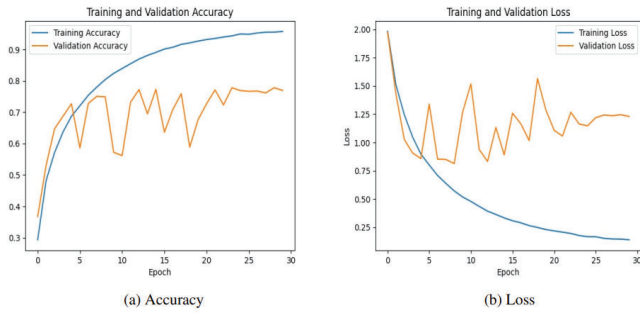 Training and Validation Accuracy
Training Accuracy
Validation Accuracy
0.9
0.8
0.7
0.6
0.5
0.4
0.3
0
5
10
15
20
25
30
Epoch
(a) Accuracy
Training and Validation Loss
Training Loss
Validation Loss
2.00
1.75
1.50
1.25
1.00
0.75
0.50
0.25
Loss
0
5
10
15
20
25
30
Epoch
(b) Loss